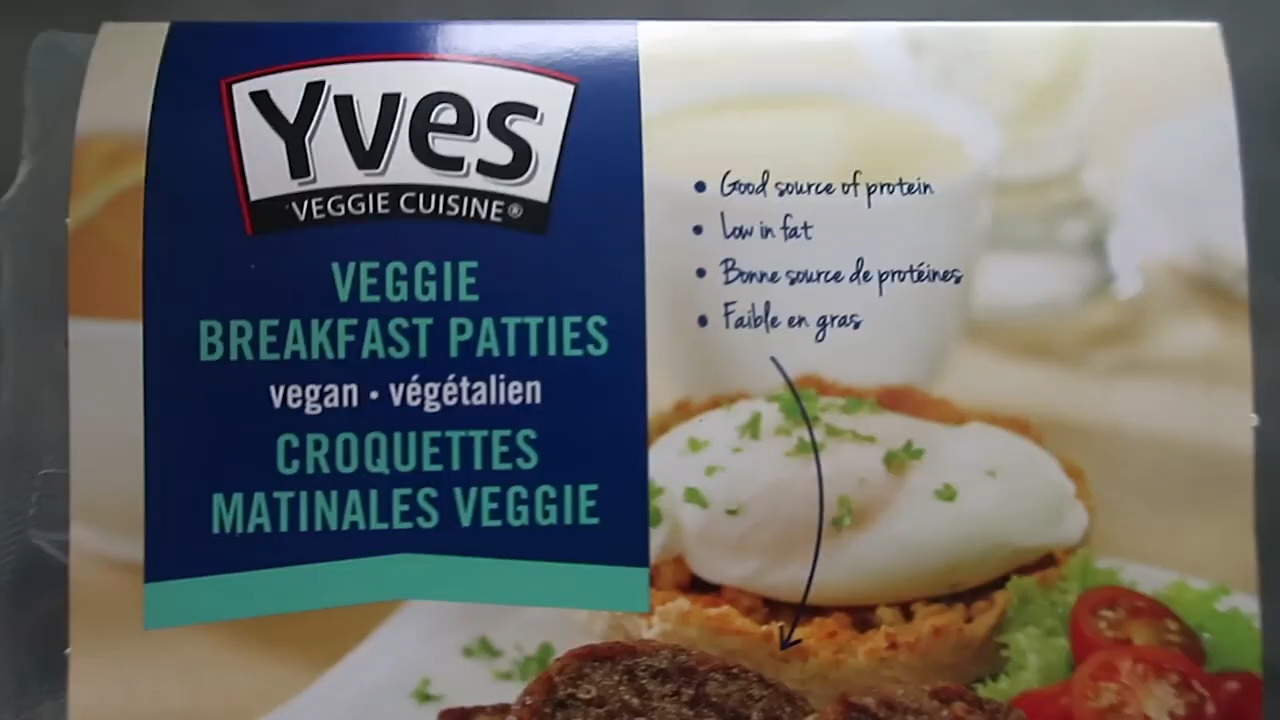 Yves
VEGGIE CUISINE®
VEGGIE
BREAKFAST PATTIES
vegan • végétalien
CROQUETTES
MATINALES VEGGIE
• Good source of protein
• Low in fat
• Bonne source de protéines
• Faible en gras